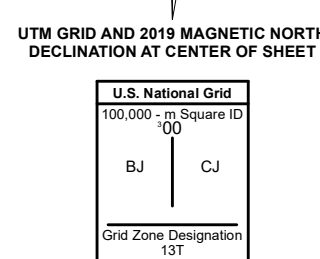 UTM GRID AND 2019 MAGNETIC NORTH
DECLINATION AT CENTER OF SHEET
U.S. National Grid
100,000 - m Square ID
³00
BJ CJ
Grid Zone Designation
13T